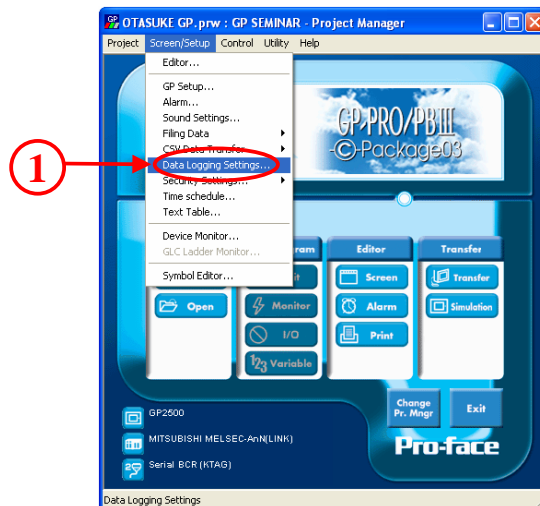 OTASUKE GP.prw : GP SEMINAR - Project Manager
Project Screen/Setup Control Utility Help
Editor...
GP Setup...
Alarm...
Sound Settings...
Filing Data
CSV Data Transfer
Data Logging Settings...
Security Settings...
Time schedule...
Text Table...
Device Monitor...
GLC Ladder Monitor...
Symbol Editor...
1
GP-PRO/PBIII
-C-Package03
Editor
Transfer
Screen
Transfer
Open
Monitor
Alarm
Simulation
I/O
Print
123 Variable
Change
Pr. Mngr
Exit
GP2500
MITSUBISHI MELSEC-AnN(LINK)
Serial BCR (KTAG)
Pro-face
Data Logging Settings